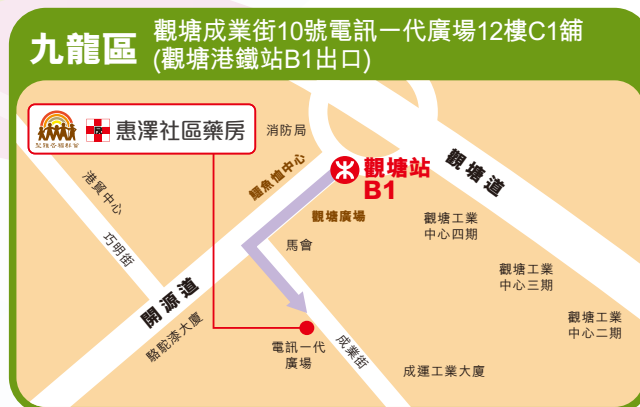 九龍區
觀塘成業街10號電訊一代廣場12樓C1舖
(觀塘港鐵站B1出口)
惠澤社區藥房
消防局
鱷魚恤中心
觀塘站
B1
觀塘道
港貿中心
巧明街
觀塘廣場
觀塘工業
中心四期
馬會
觀塘工業
中心三期
開源道
駱駝漆大廈
觀塘工業
中心二期
電訊一代
廣場
成業街
成運工業大廈